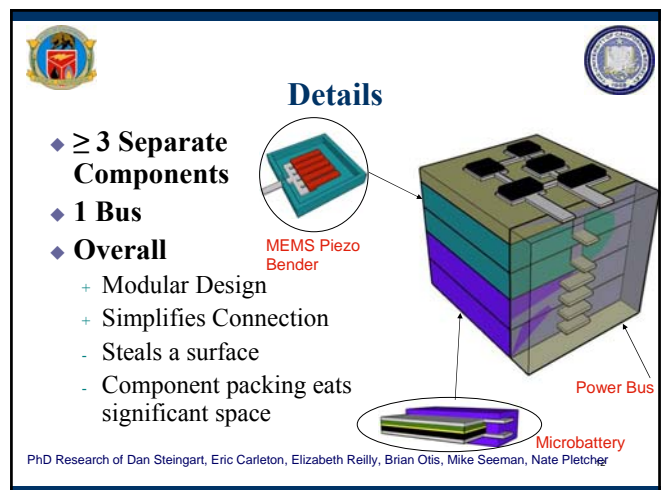 Details
◆ ≥ 3 Separate
Components
◆ 1 Bus
◆ Overall
+ Modular Design
+ Simplifies Connection
- Steals a surface
- Component packing eats
significant space
MEMS Piezo
Bender
Power Bus
Microbattery
PhD Research of Dan Steingart, Eric Carleton, Elizabeth Reilly, Brian Otis, Mike Seeman, Nate Pletcher
12